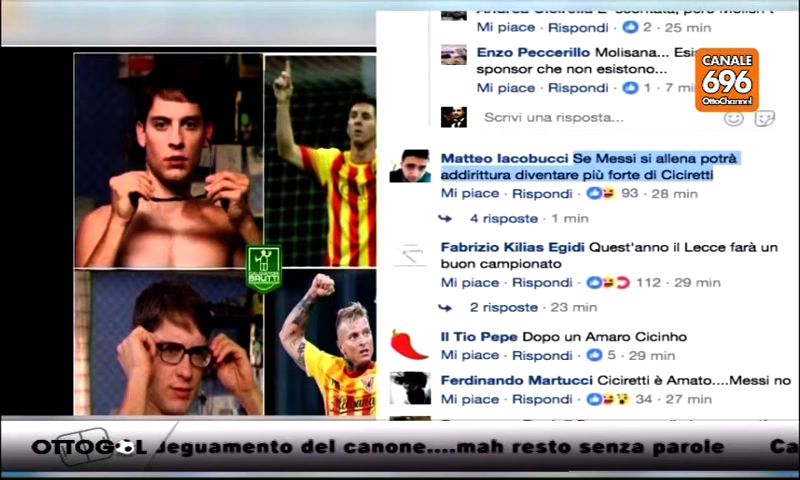 Mi piace · Rispondi · 2 · 25 min
Enzo Peccerillo Molisana...
sponsor che non esistono...
Mi piace · Rispondi · 1 · 7
CANALE
696
OttoChannel
Scrivi una risposta...
Matteo Iacobucci Se Messi si allena potrà
addirittura diventare più forte di Ciciretti
Mi piace · Rispondi · 93 · 28 min
4 risposte · 1 min
Fabrizio Kilias Egidi Quest'anno il Lecce farà un
buon campionato
Mi piace · Rispondi · 112 · 29 min
2 risposte · 23 min
Il Tio Pepe Dopo un Amaro Cicinho
Mi piace · Rispondi · 5 · 29 min
Ferdinando Martucci Ciciretti è Amato....Messi no
Mi piace · Rispondi · 34 · 27 min
BRUTTI
OTTOGOL deguamento del canone....mah resto senza parole Ca